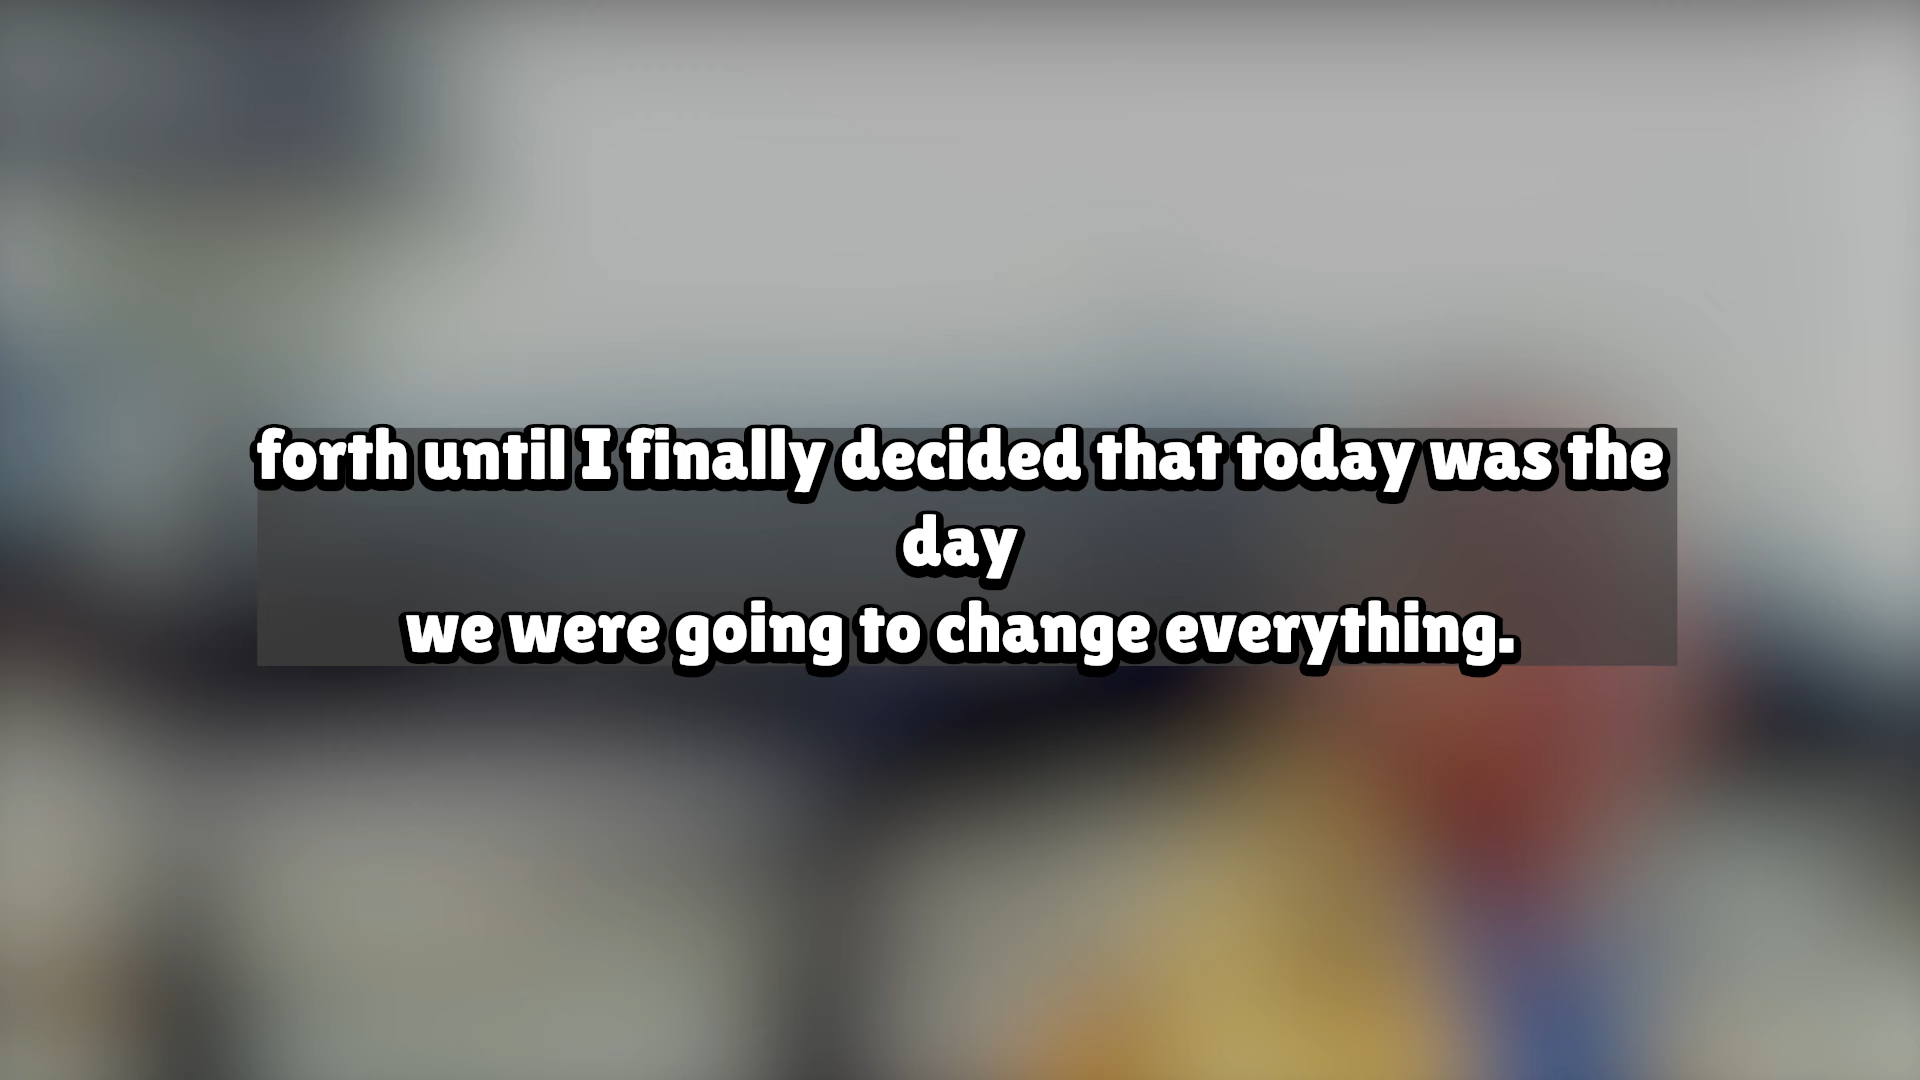 forth until I finally decided that today was the
day
we were going to change everything.